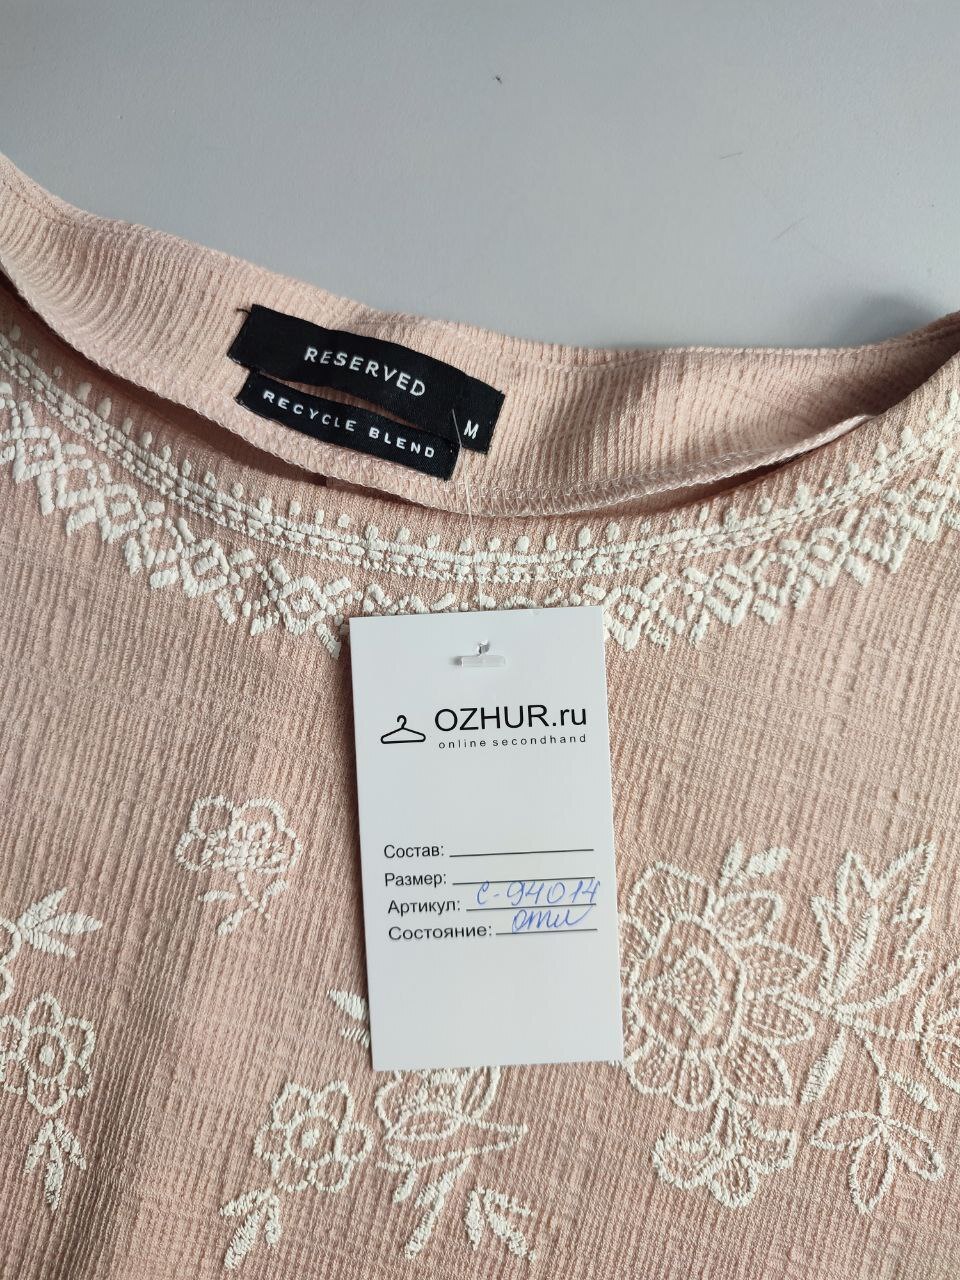 RESERVED
M
RECYCLE BLEND
OZHUR.ru
online secondhand
Состав:
Размер:
Артикул: С-94014
Состояние: отл